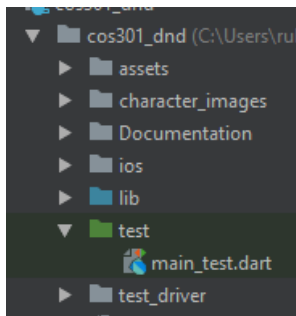 cos301_dnd (C:\Users\ru
assets
character_images
Documentation
ios
lib
test
main_test.dart
test_driver